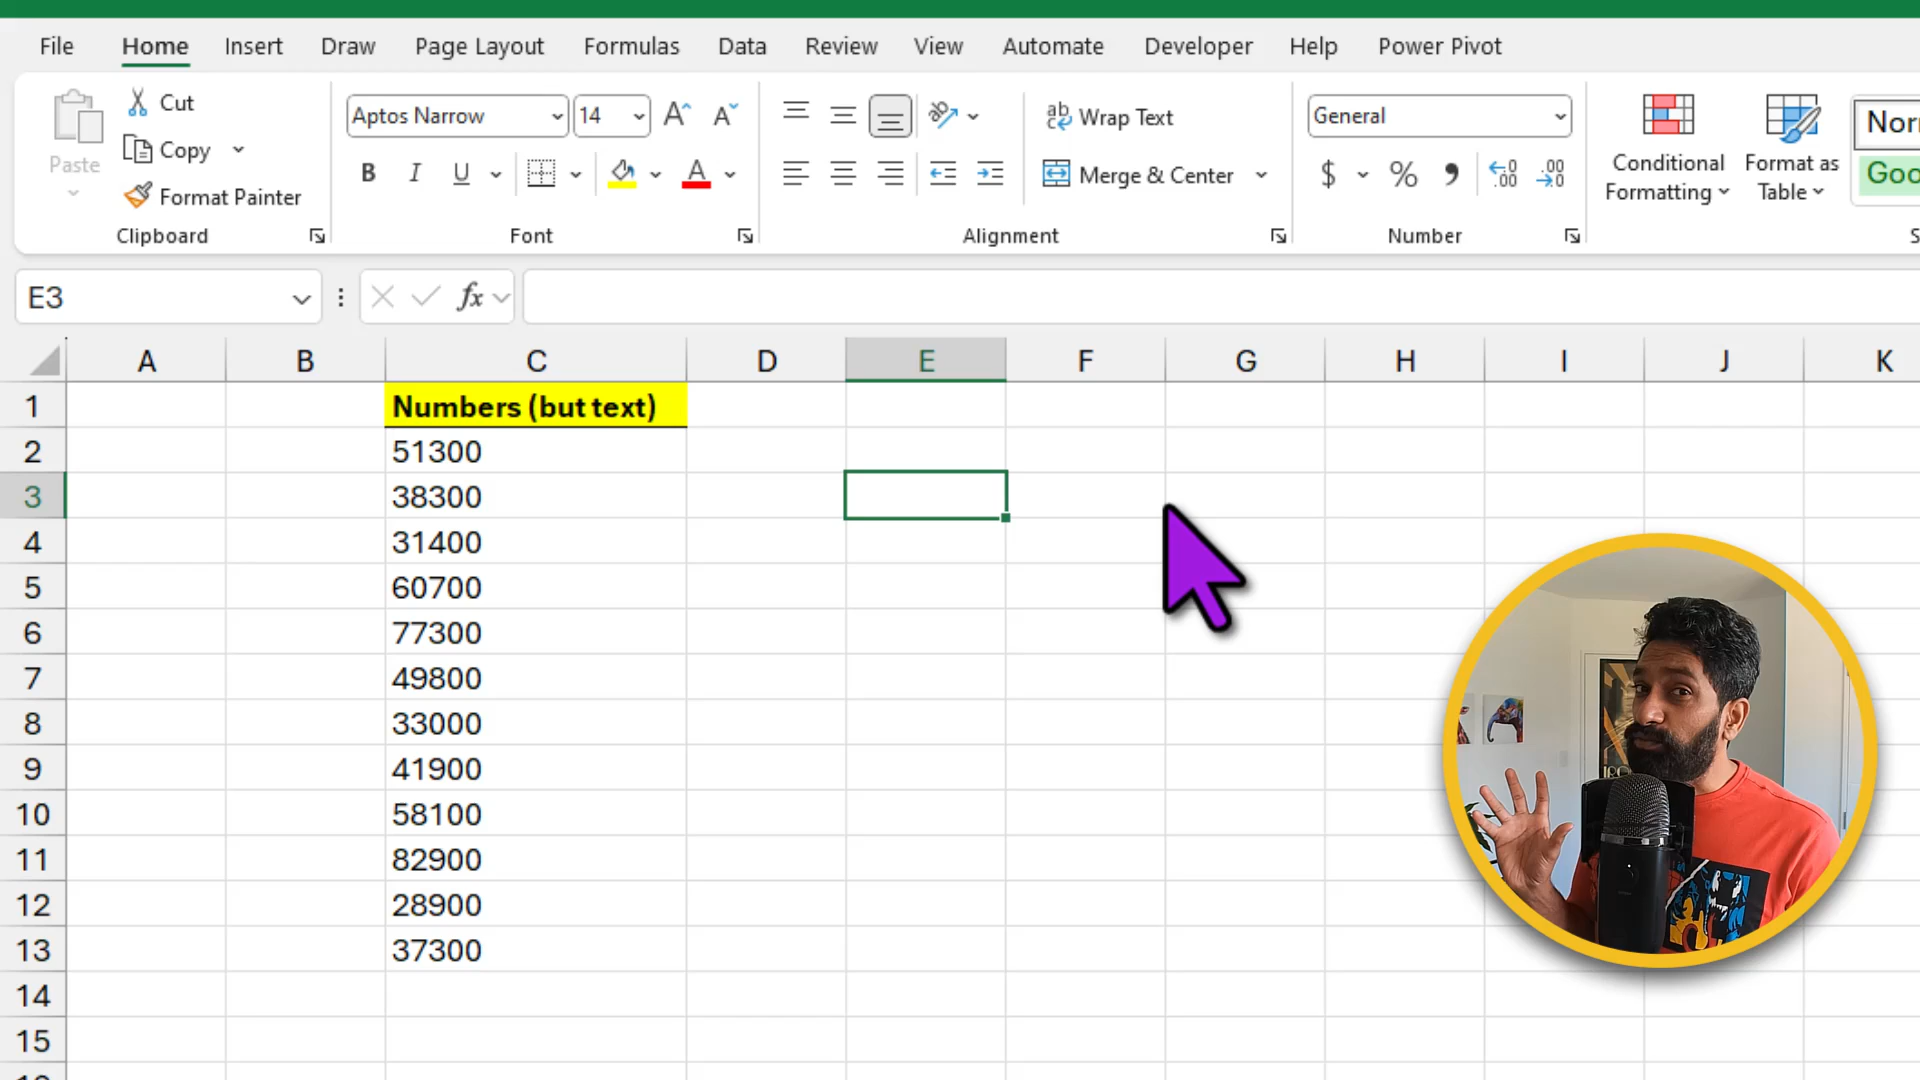 File Home Insert Draw Page Layout Formulas Data Review View Automate Developer Help Power Pivot
Paste
Cut
Copy
Format Painter
Clipboard
Aptos Narrow 14 A A
B I U A
Font
ab Wrap Text
Merge & Center
Alignment
General
$ % , .00 .00
Number
Conditional
Formatting
Format as
Table
E3 fx
A B C D E F G H I J K
1 Numbers (but text)
2 51300
3 38300
4 31400
5 60700
6 77300
7 49800
8 33000
9 41900
10 58100
11 82900
12 28900
13 37300
14
15